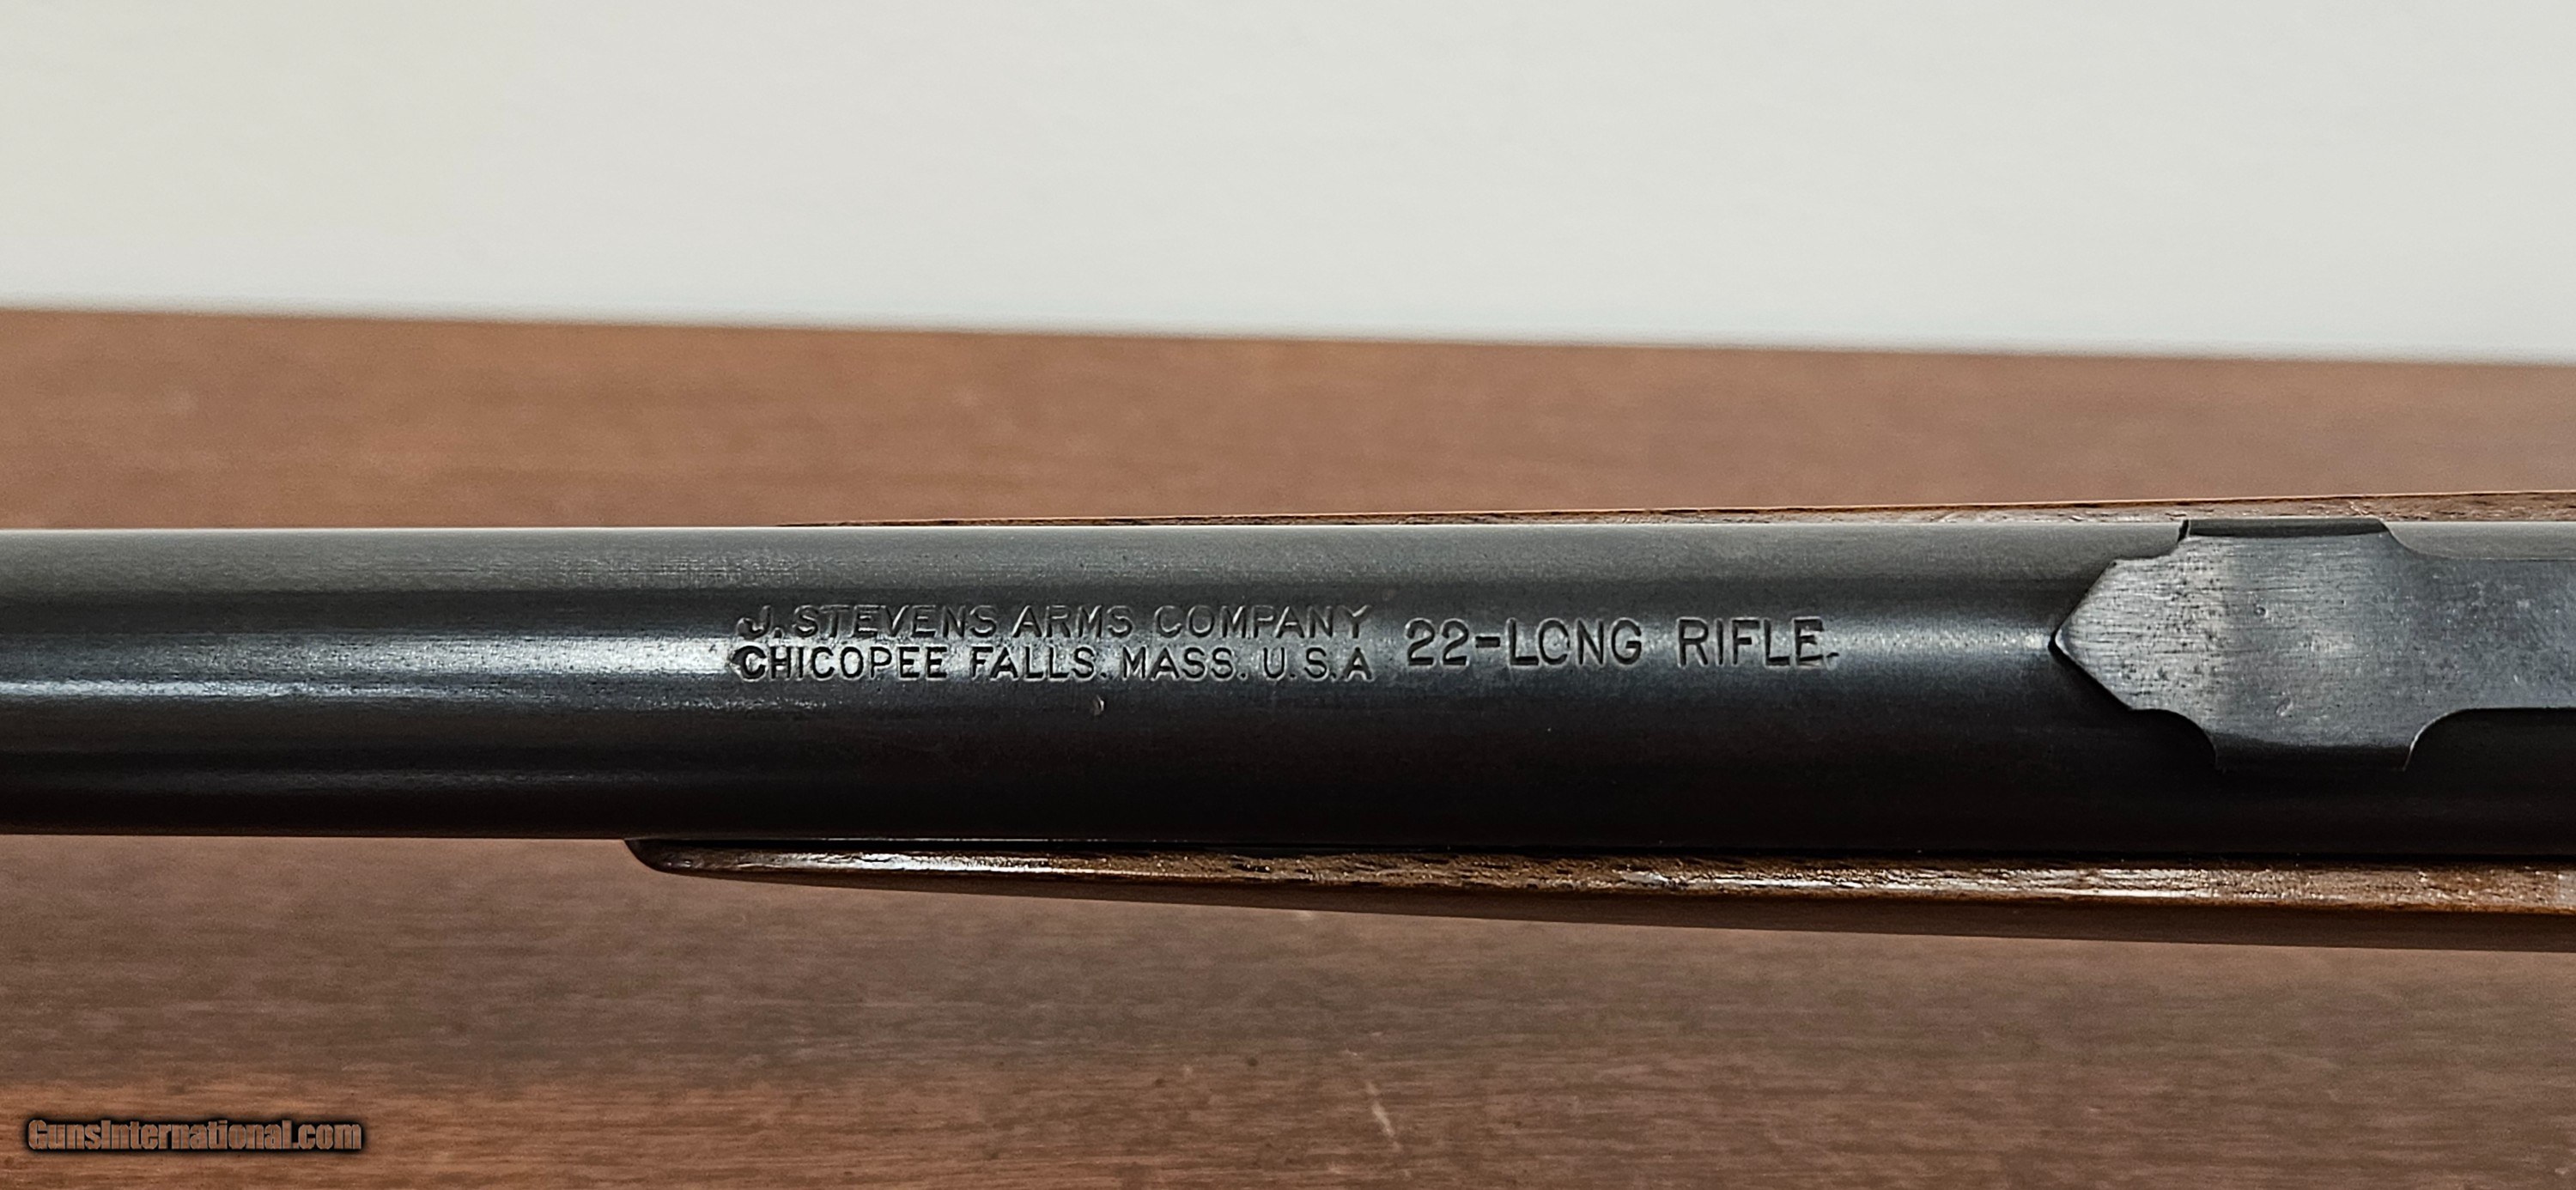 J. STEVENS ARMS COMPANY
CHICOPEE FALLS. MASS. U.S.A
22-LONG RIFLE.
GunsInternational.com